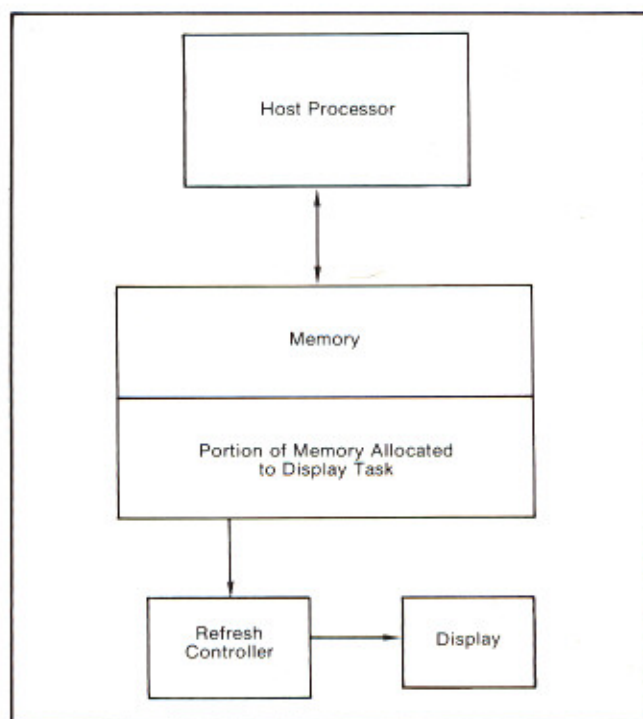 Host Processor
Memory
Portion of Memory Allocated
to Display Task
Refresh
Controller
Display